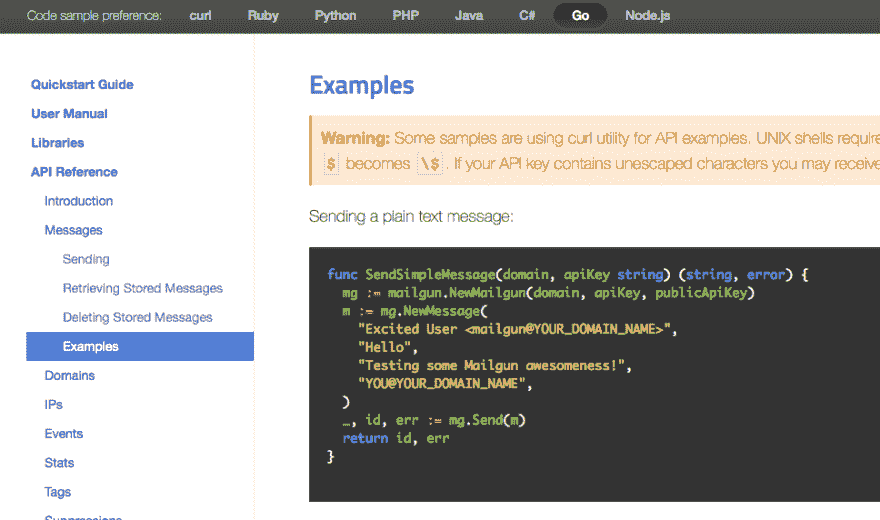 Code sample preference: curl Ruby Python PHP Java C# Go Node.js
Quickstart Guide
User Manual
Libraries
API Reference
Introduction
Messages
Sending
Retrieving Stored Messages
Deleting Stored Messages
Examples
Domains
IPs
Events
Stats
Tags
Suppressions
Examples
Warning: Some samples are using curl utility for API examples. UNIX shells require
$ becomes \$. If your API key contains unescaped characters you may receive
Sending a plain text message:
func SendSimpleMessage(domain, apiKey string) (string, error) {
  mg := mailgun.NewMailgun(domain, apiKey, publicApiKey)
  m := mg.NewMessage(
    "Excited User <mailgun@YOUR_DOMAIN_NAME>",
    "Hello",
    "Testing some Mailgun awesomeness!",
    "YOU@YOUR_DOMAIN_NAME",
  )
  _, id, err := mg.Send(m)
  return id, err
}